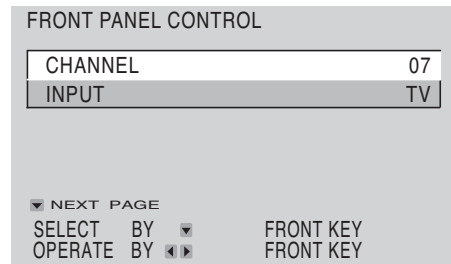 FRONT PANEL CONTROL
CHANNEL 07
INPUT TV
▼ NEXT PAGE
SELECT BY ▼ FRONT KEY
OPERATE BY ◀ ▶ FRONT KEY